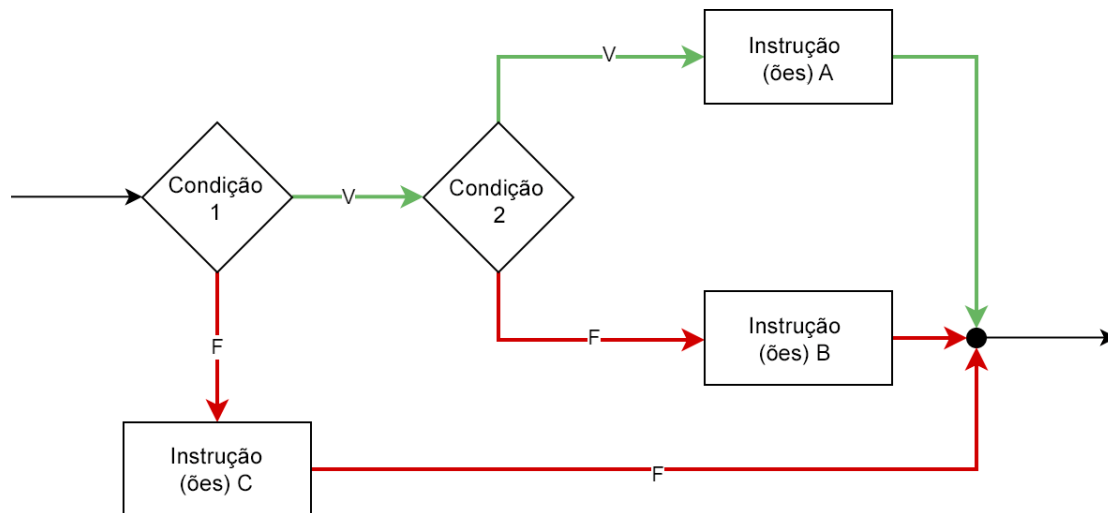 V
Instrução
(ões) A
Condição
1
V
Condição
2
F
F
Instrução
(ões) B
Instrução
(ões) C
F